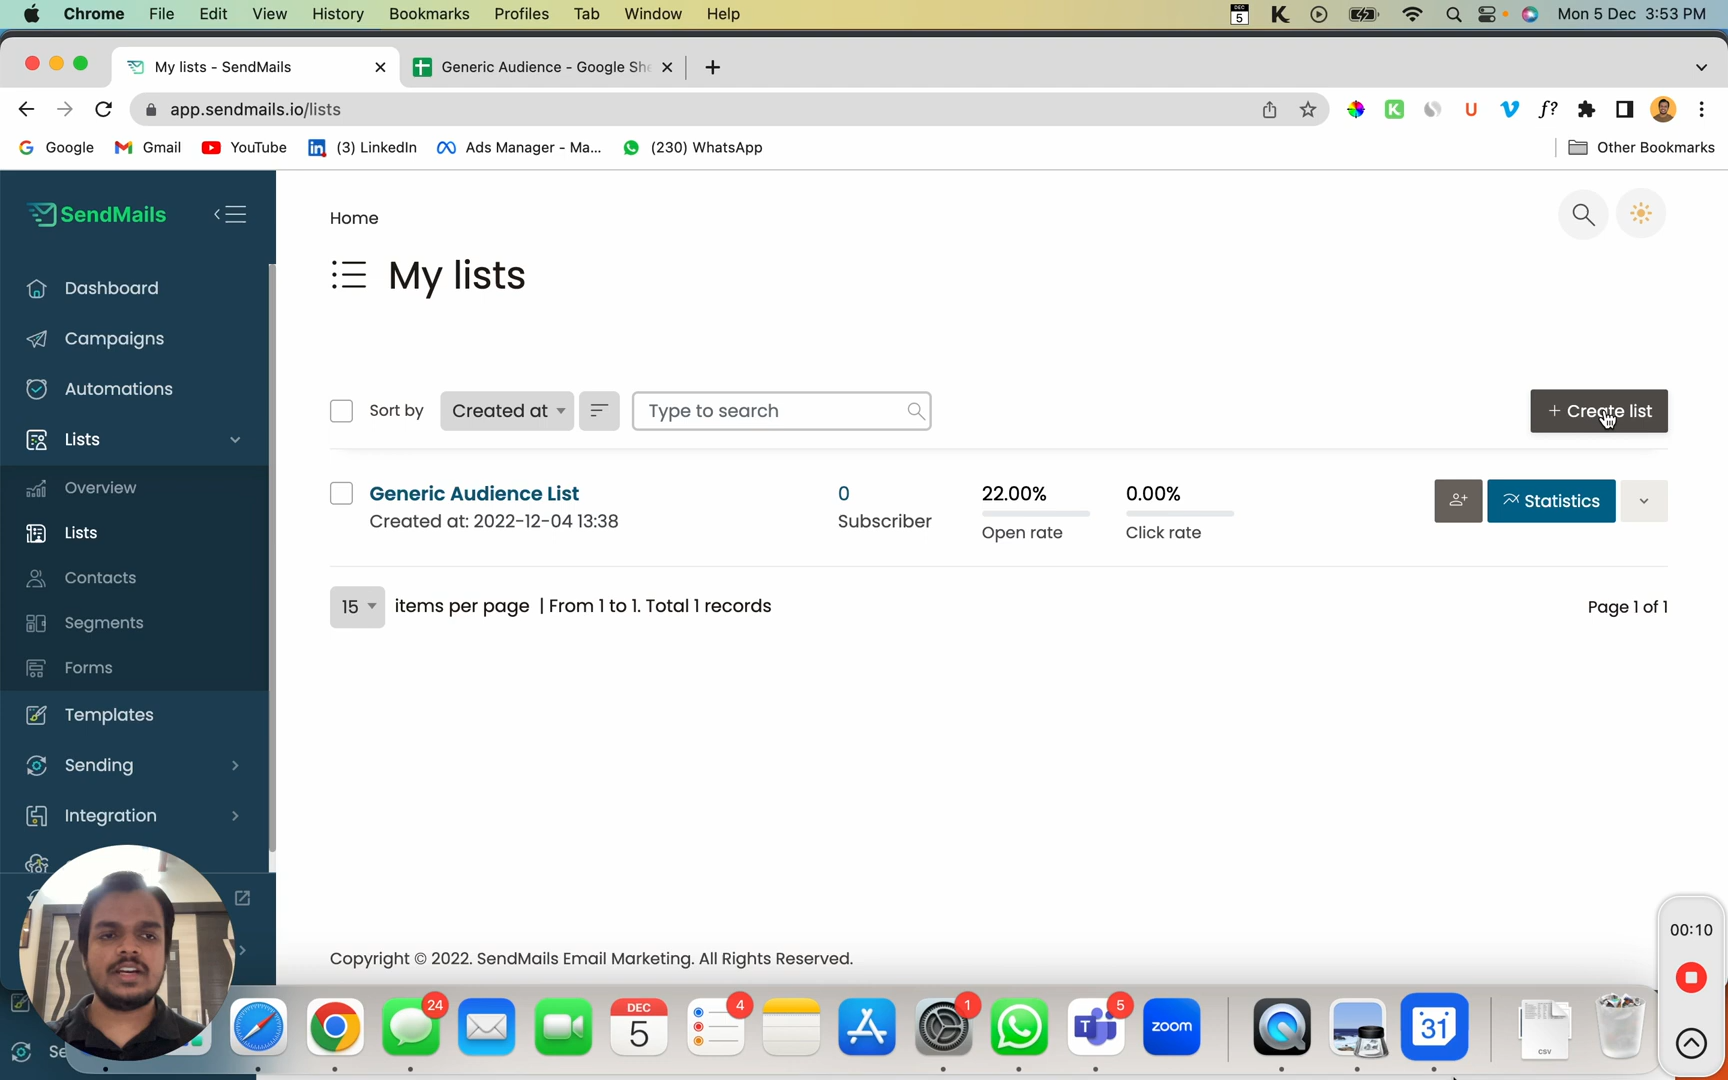 Chrome File Edit View History Bookmarks Profiles Tab Window Help
DEC 5 Mon 5 Dec 3:53 PM
My lists - SendMails
Generic Audience - Google She
app.sendmails.io/lists
Google Gmail YouTube (3) LinkedIn Ads Manager - Ma... (230) WhatsApp Other Bookmarks
SendMails
Dashboard
Campaigns
Automations
Lists
Overview
Lists
Contacts
Segments
Forms
Templates
Sending
Integration
Home
My lists
Sort by Created at Type to search + Create list
Generic Audience List 0 22.00% 0.00% Statistics
Created at: 2022-12-04 13:38 Subscriber Open rate Click rate
15 items per page | From 1 to 1. Total 1 records Page 1 of 1
Copyright © 2022. SendMails Email Marketing. All Rights Reserved.
00:10
Se
24
DEC
5
4
1
5
zoom
31
CSV